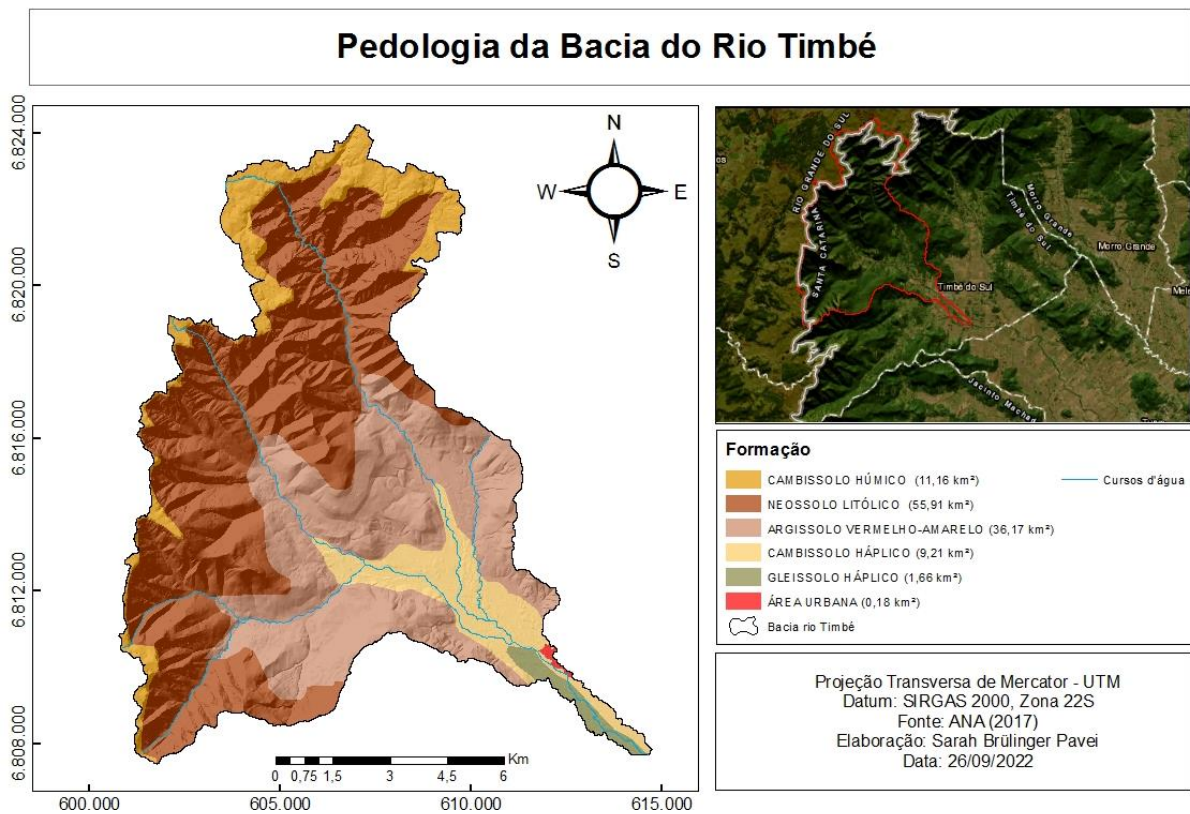 Pedologia da Bacia do Rio Timbé
6.824.000
6.820.000
6.816.000
6.812.000
6.808.000
600.000
605.000
610.000
615.000
N
W
E
S
Km
0 0,75 1,5 3 4,5 6
RIO GRANDE DO SUL
SANTA CATARINA
Morro Grande
Timbé do Sul
Morro Grande
Timbé do Sul
Jacinto Machad
Formação
CAMBISSOLO HÚMICO (11,16 km²)
NEOSSOLO LITÓLICO (55,91 km²)
ARGISSOLO VERMELHO-AMARELO (36,17 km²)
CAMBISSOLO HÁPLICO (9,21 km²)
GLEISSOLO HÁPLICO (1,66 km²)
ÁREA URBANA (0,18 km²)
Bacia rio Timbé
Cursos d'água
Projeção Transversa de Mercator - UTM
Datum: SIRGAS 2000, Zona 22S
Fonte: ANA (2017)
Elaboração: Sarah Brülinger Pavei
Data: 26/09/2022